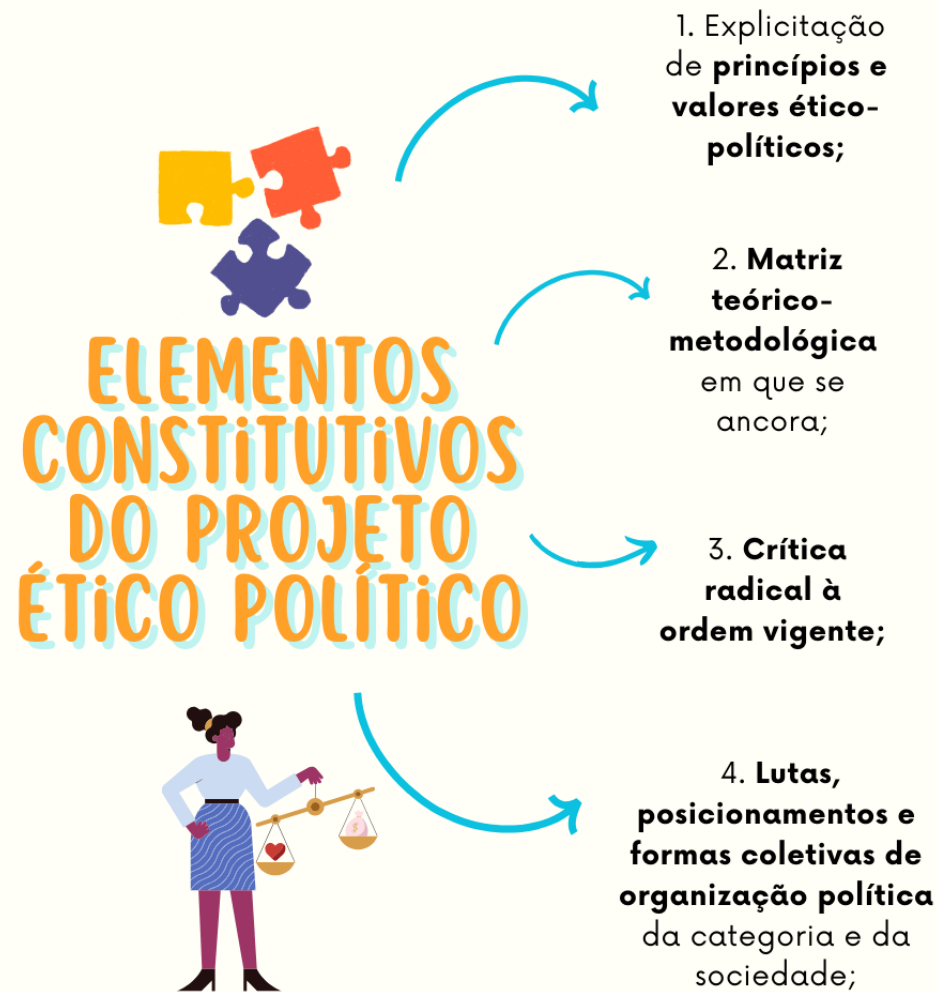 ELEMENTOS
CONSTITUTIVOS
DO PROJETO
ÉTICO POLÍTICO
1. Explicitação
de princípios e
valores ético-
políticos;
2. Matriz
teórico-
metodológica
em que se
ancora;
3. Crítica
radical à
ordem vigente;
4. Lutas,
posicionamentos e
formas coletivas de
organização política
da categoria e da
sociedade;
$